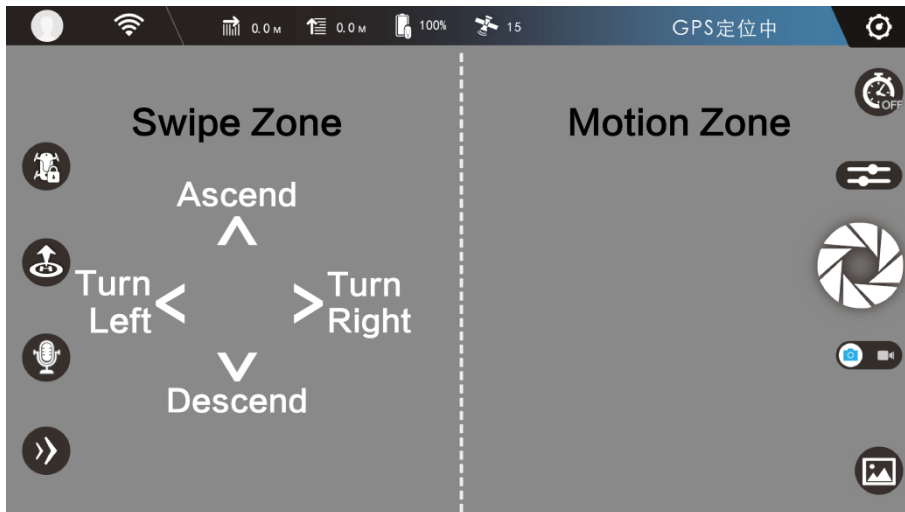 0.0 M
0.0 M
100%
15
GPS定位中
OFF
Swipe Zone
Motion Zone
Ascend
Turn
Left
Turn
Right
Descend